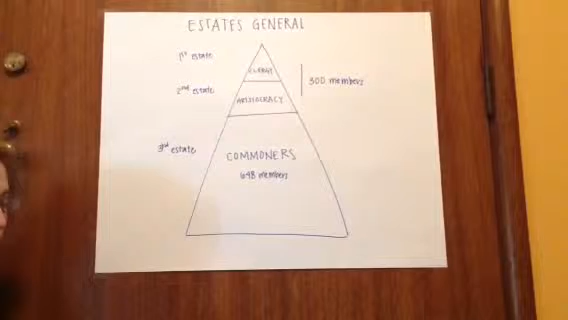 ESTATES GENERAL
1st estate
CLERGY
2nd estate
ARISTOCRACY
300 members
3rd estate
COMMONERS
648 members